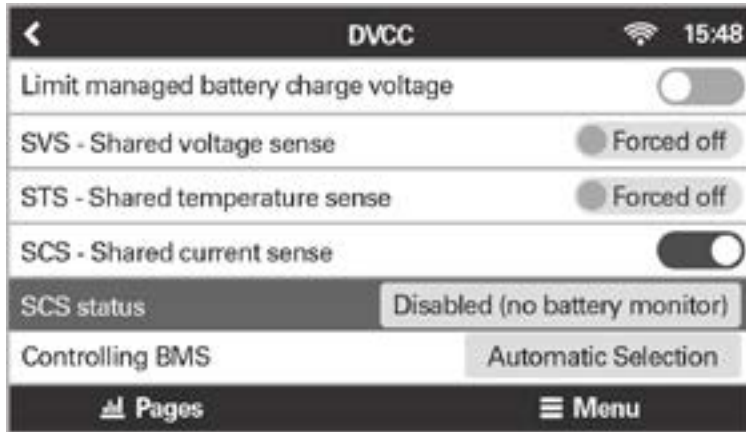 DVCC 15:48
Limit managed battery charge voltage
SVS - Shared voltage sense Forced off
STS - Shared temperature sense Forced off
SCS - Shared current sense
SCS status Disabled (no battery monitor)
Controlling BMS Automatic Selection
Pages Menu